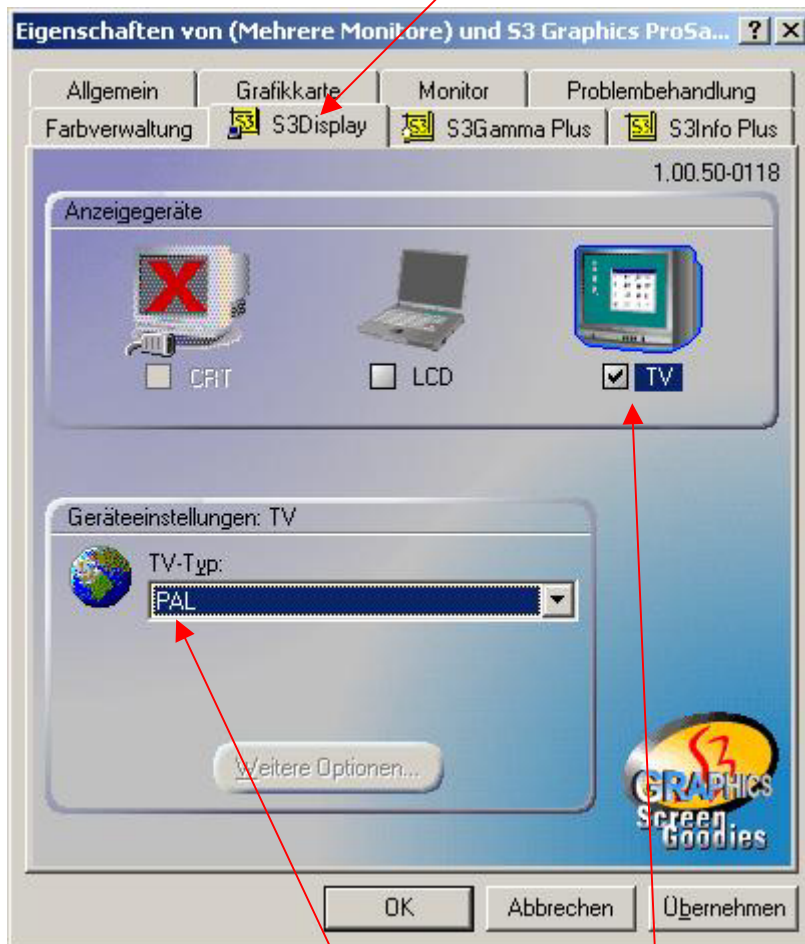 Eigenschaften von (Mehrere Monitore) und S3 Graphics ProSa...
Allgemein Grafikkarte Monitor Problembehandlung
Farbverwaltung S3Display S3Gamma Plus S3Info Plus
1.00.50-0118
Anzeigegeräte
CRT LCD TV
Geräteeinstellungen: TV
TV-Typ:
PAL
Weitere Optionen...
S3
GRAPHICS
Screen
Goodies
OK Abbrechen Übernehmen